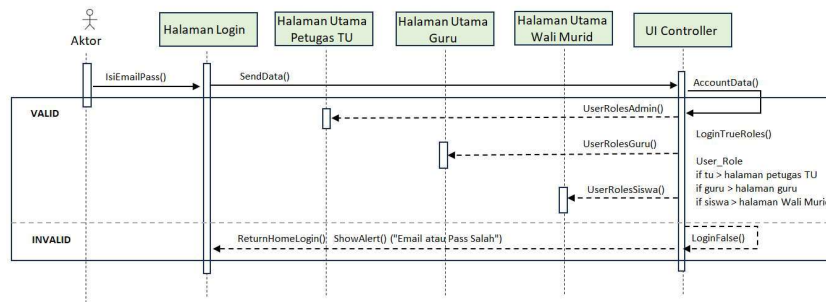 Aktor
Halaman Login
Halaman Utama
Petugas TU
Halaman Utama
Guru
Halaman Utama
Wali Murid
UI Controller
IsiEmailPass()
SendData()
AccountData()
VALID
UserRolesAdmin()
LoginTrueRoles()
UserRolesGuru()
User_Role
if tu > halaman petugas TU
if guru > halaman guru
if siswa > halaman Wali Murid
UserRolesSiswa()
INVALID
ReturnHomeLogin() ShowAlert() ("Email atau Pass Salah")
LoginFalse()